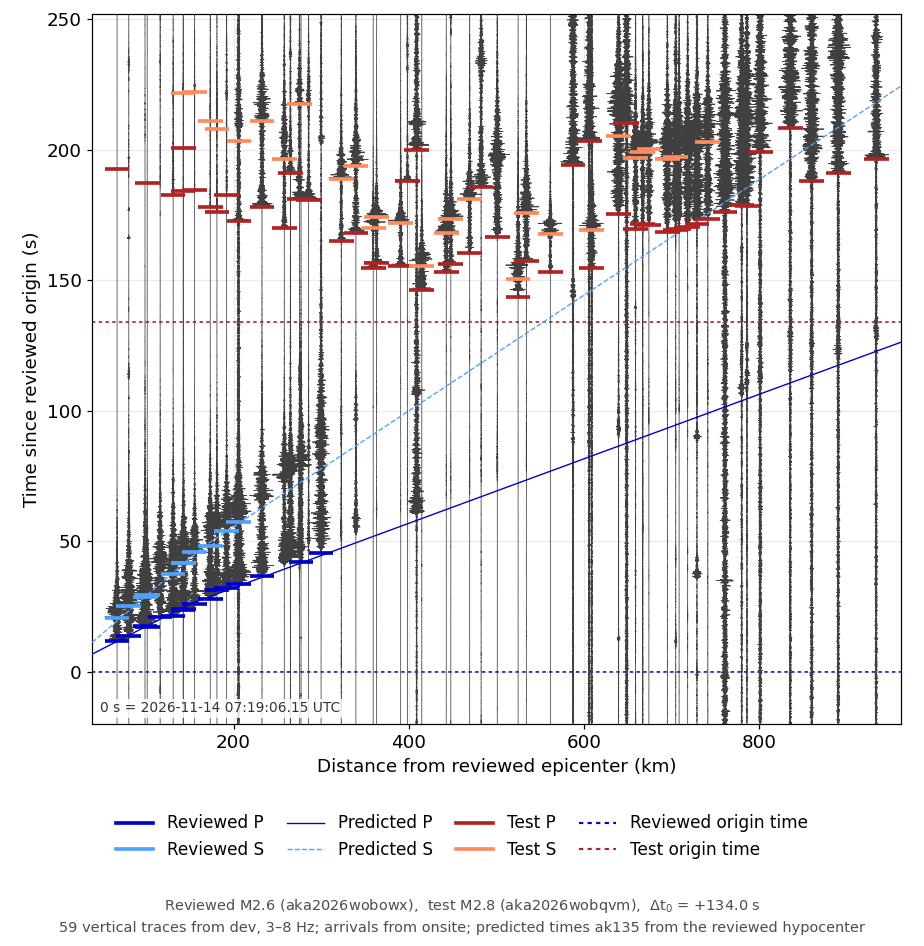 250
200
150
100
50
0
Time since reviewed origin (s)
0 s = 2026-11-14 07:19:06.15 UTC
200
400
600
800
Distance from reviewed epicenter (km)
Reviewed P
Predicted P
Test P
Reviewed origin time
Reviewed S
Predicted S
Test S
Test origin time
Reviewed M2.6 (aka2026wobowx),  test M2.8 (aka2026wobqvm),  Δt₀ = +134.0 s
59 vertical traces from dev, 3–8 Hz; arrivals from onsite; predicted times ak135 from the reviewed hypocenter